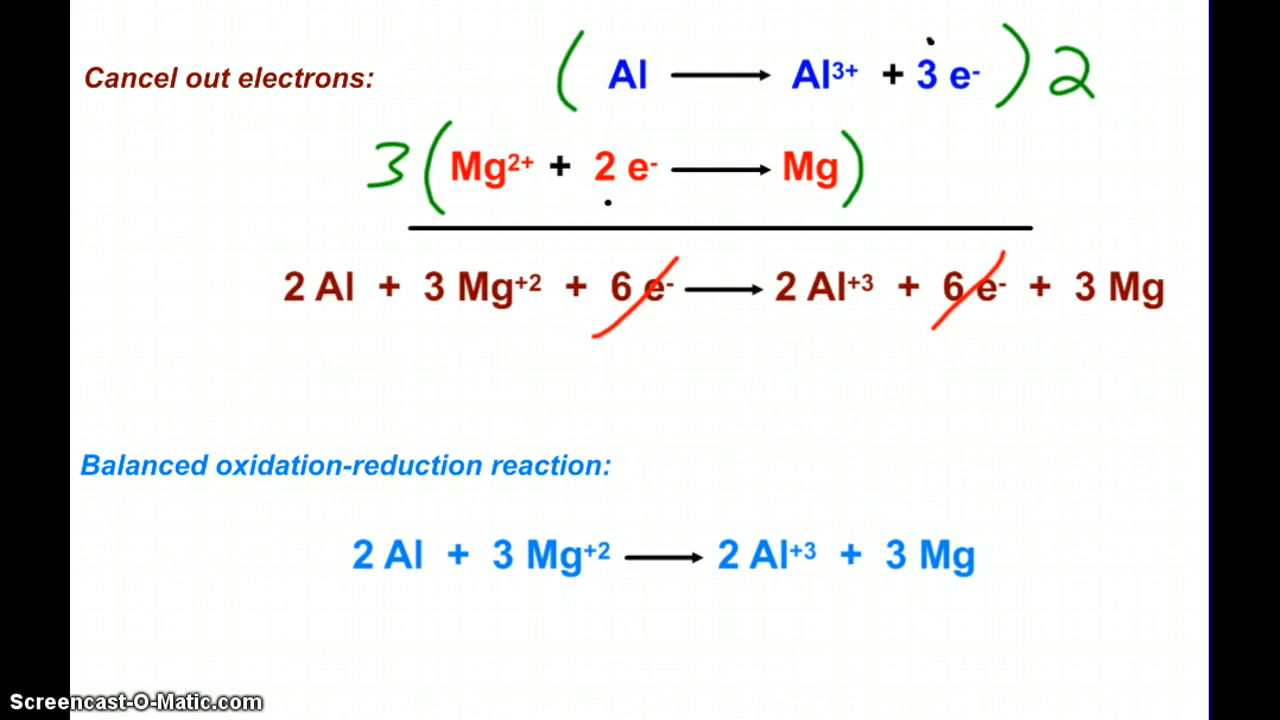 Cancel out electrons: ( Al ⟶ Al³⁺ + 3 e⁻ ) 2
3 ( Mg²⁺ + 2 e⁻ ⟶ Mg )
2 Al + 3 Mg⁺² + 6 e⁻ ⟶ 2 Al⁺³ + 6 e⁻ + 3 Mg
Balanced oxidation-reduction reaction:
2 Al + 3 Mg⁺² ⟶ 2 Al⁺³ + 3 Mg
Screencast-O-Matic.com